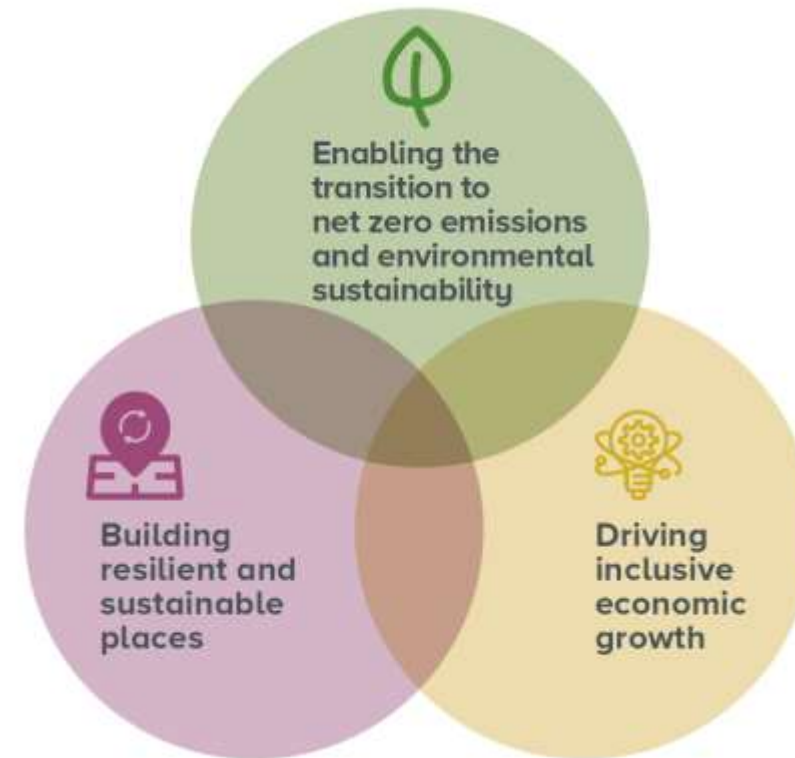 Enabling the
transition to
net zero emissions
and environmental
sustainability
Building
resilient and
sustainable
places
Driving
inclusive
economic
growth